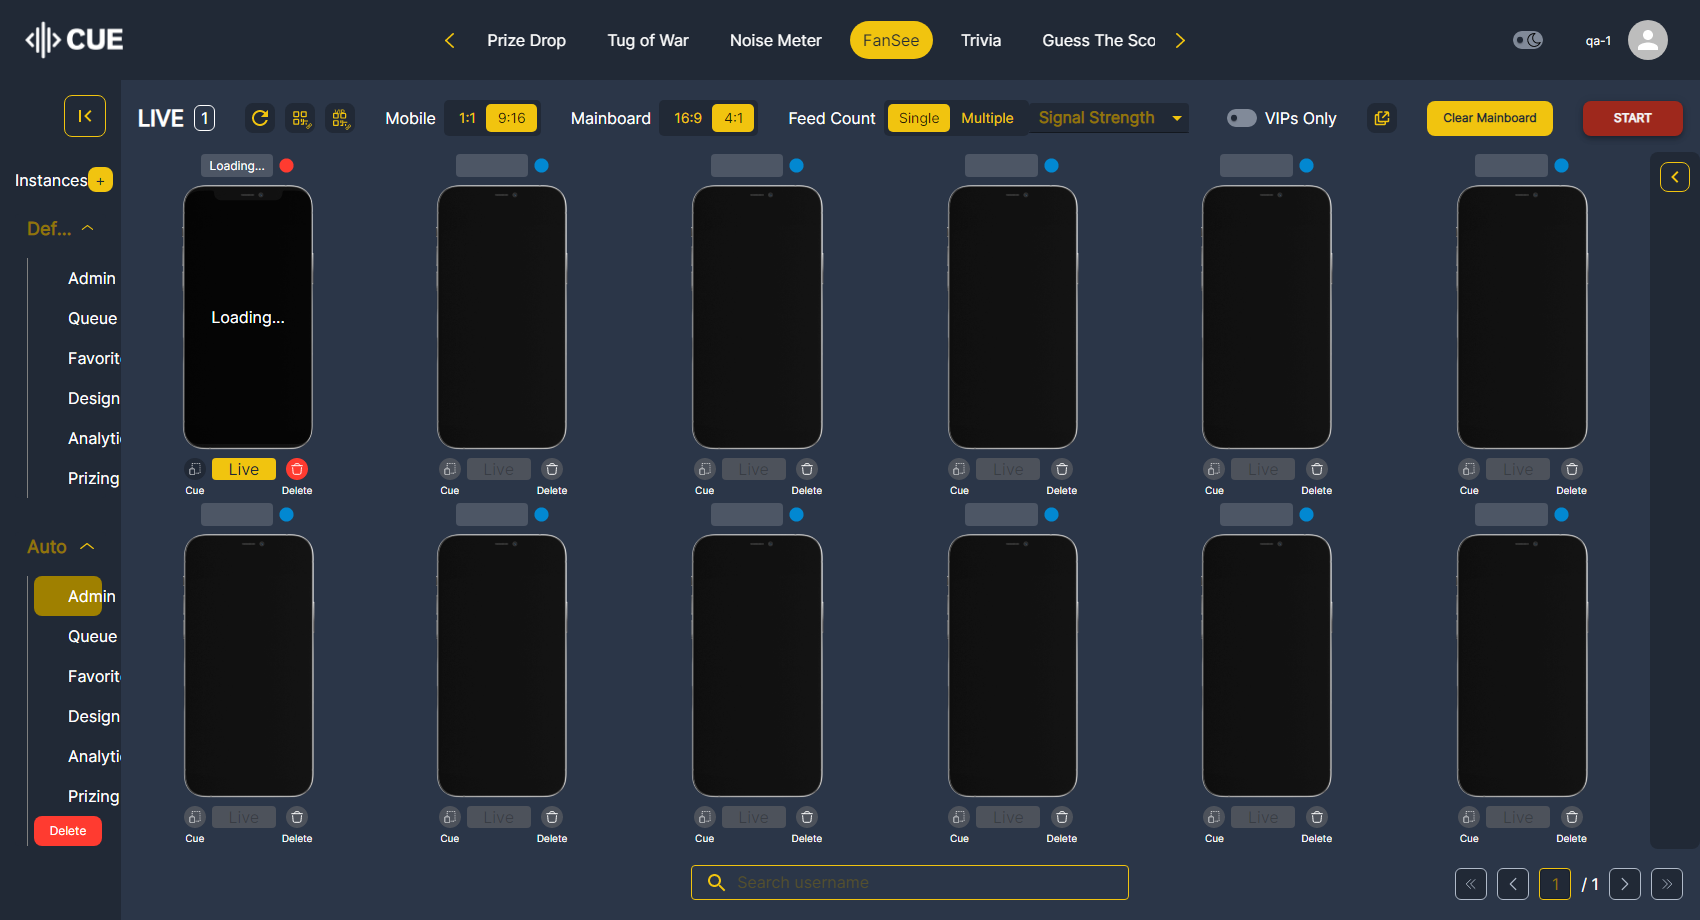 CUE
Prize Drop
Tug of War
Noise Meter
FanSee
Trivia
Guess The Sco
qa-1
LIVE 1
Mobile 1:1 9:16
Mainboard 16:9 4:1
Feed Count Single Multiple
Signal Strength
VIPs Only
Clear Mainboard
START
Instances +
Def...
Admin
Queue
Favorit
Design
Analyti
Prizing
Auto
Admin
Queue
Favorit
Design
Analyti
Prizing
Delete
Loading...
Loading...
Live Live Live Live Live Live
Cue Delete Cue Delete Cue Delete Cue Delete Cue Delete Cue Delete
Live Live Live Live Live Live
Cue Delete Cue Delete Cue Delete Cue Delete Cue Delete Cue Delete
Search username
1 / 1